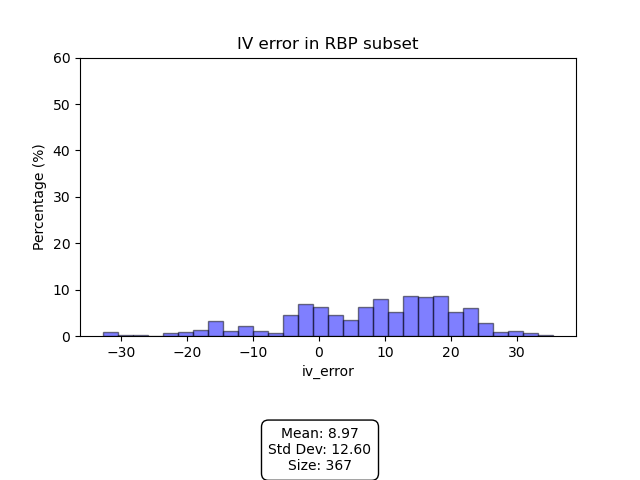 IV error in RBP subset
60
50
40
30
20
10
0
Percentage (%)
−30 −20 −10 0 10 20 30
iv_error
Mean: 8.97
Std Dev: 12.60
Size: 367